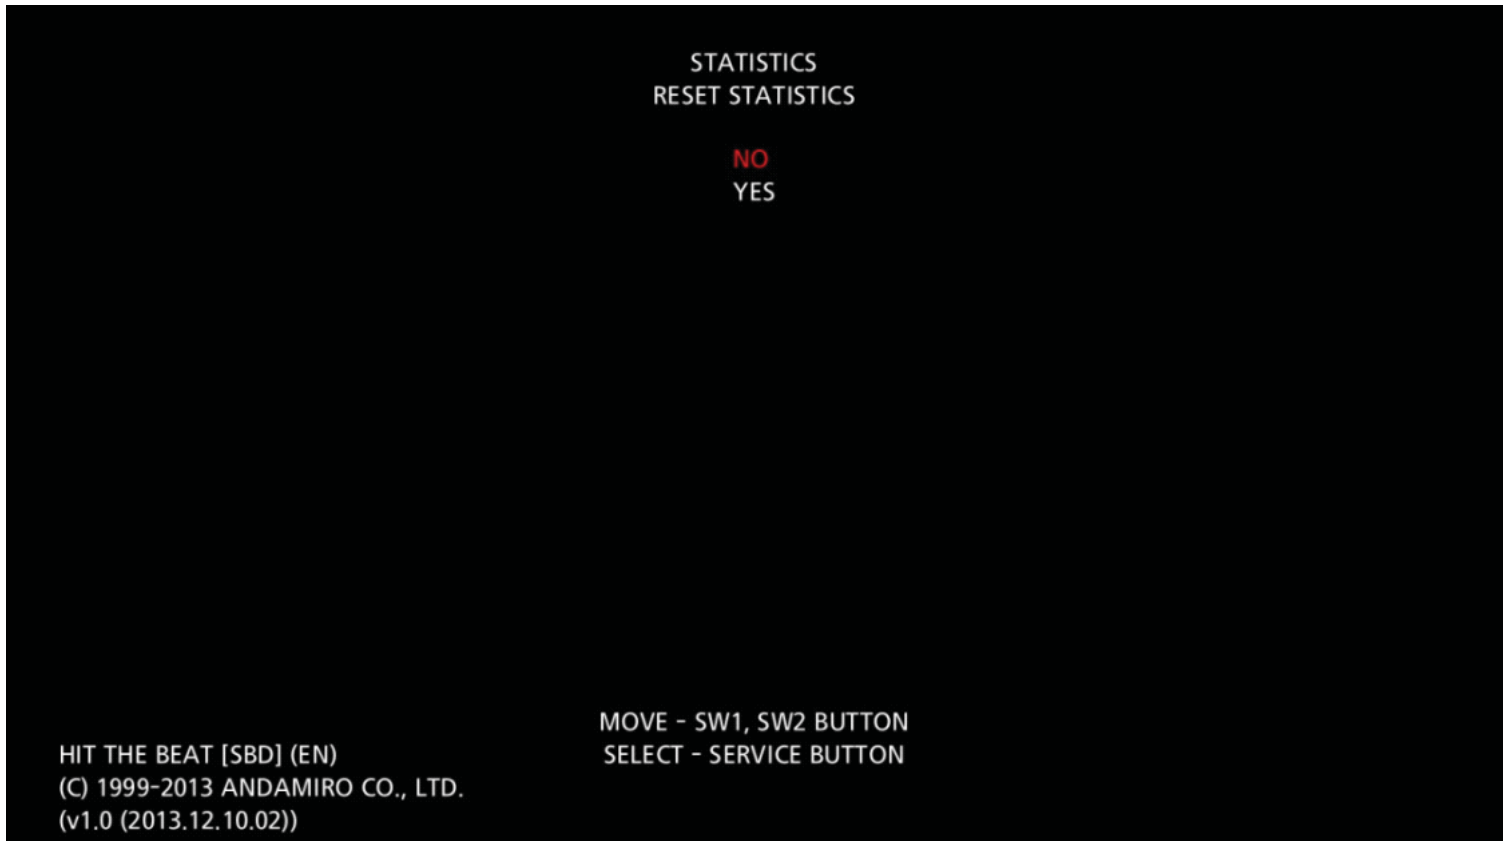 STATISTICS
RESET STATISTICS
NO
YES
MOVE - SW1, SW2 BUTTON
SELECT - SERVICE BUTTON
HIT THE BEAT [SBD] (EN)
(C) 1999-2013 ANDAMIRO CO., LTD.
(v1.0 (2013.12.10.02))